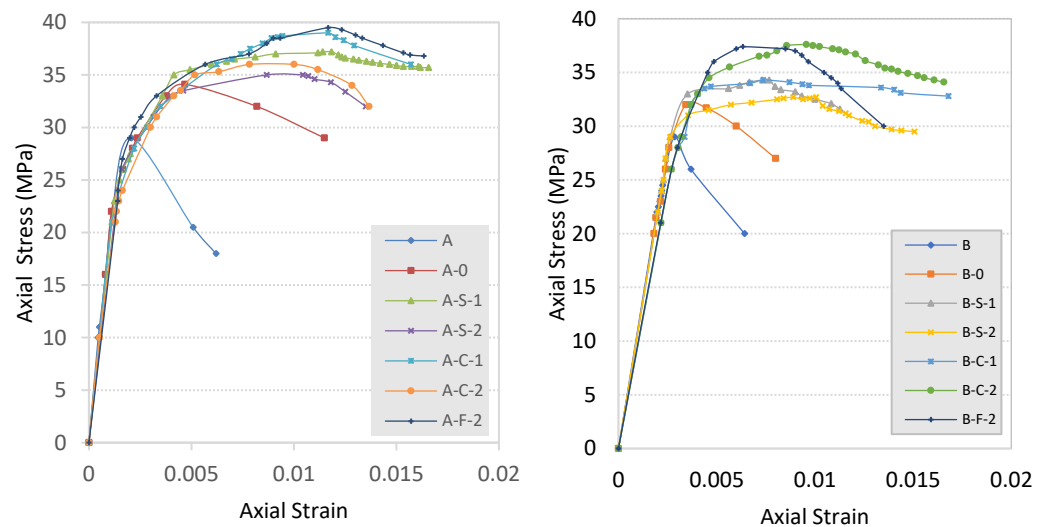 Axial Stress (MPa)
40
35
30
25
20
15
10
5
0
0
0.005
0.01
0.015
0.02
Axial Strain
A
A-0
A-S-1
A-S-2
A-C-1
A-C-2
A-F-2
Axial Stress (MPa)
40
35
30
25
20
15
10
5
0
0
0.005
0.01
0.015
0.02
Axial Strain
B
B-0
B-S-1
B-S-2
B-C-1
B-C-2
B-F-2